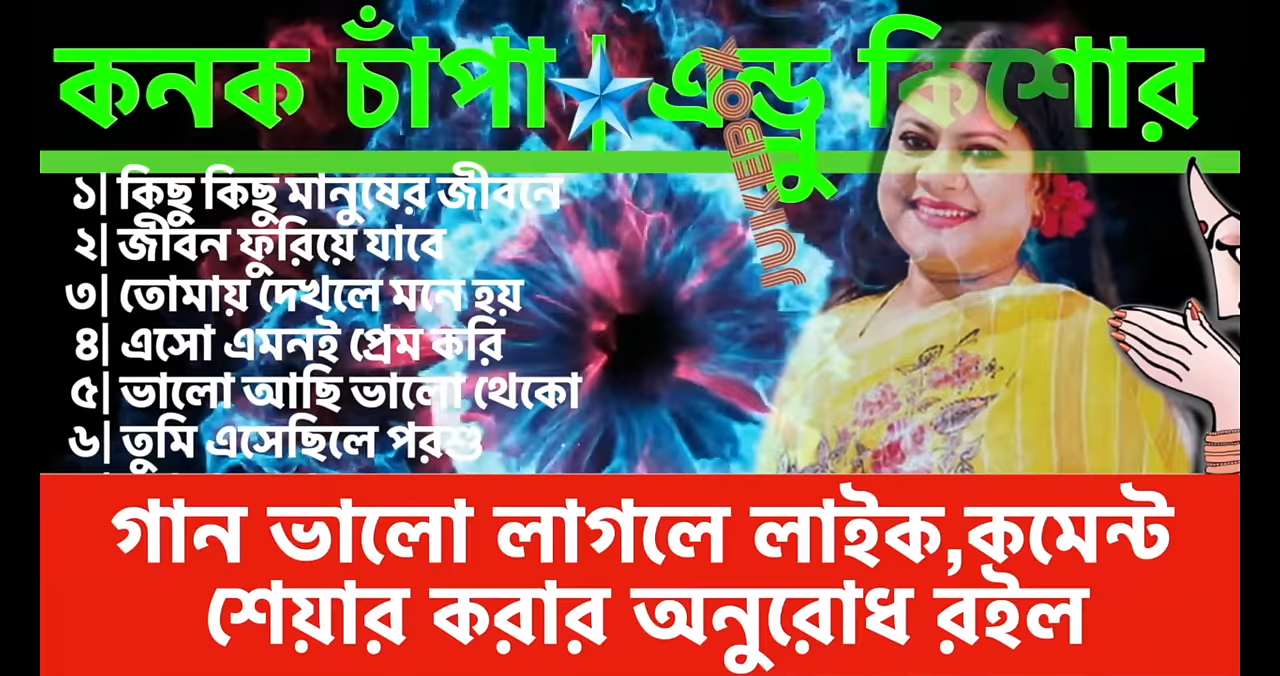 কনক চাঁপা | এন্ড্রু কিশোর
JUKEBOX
১| কিছু কিছু মানুষের জীবনে
২| জীবন ফুরিয়ে যাবে
৩| তোমায় দেখলে মনে হয়
৪| এসো এমনই প্রেম করি
৫| ভালো আছি ভালো থেকো
৬| তুমি এসেছিলে পরশু
গান ভালো লাগলে লাইক,কমেন্ট
শেয়ার করার অনুরোধ রইল